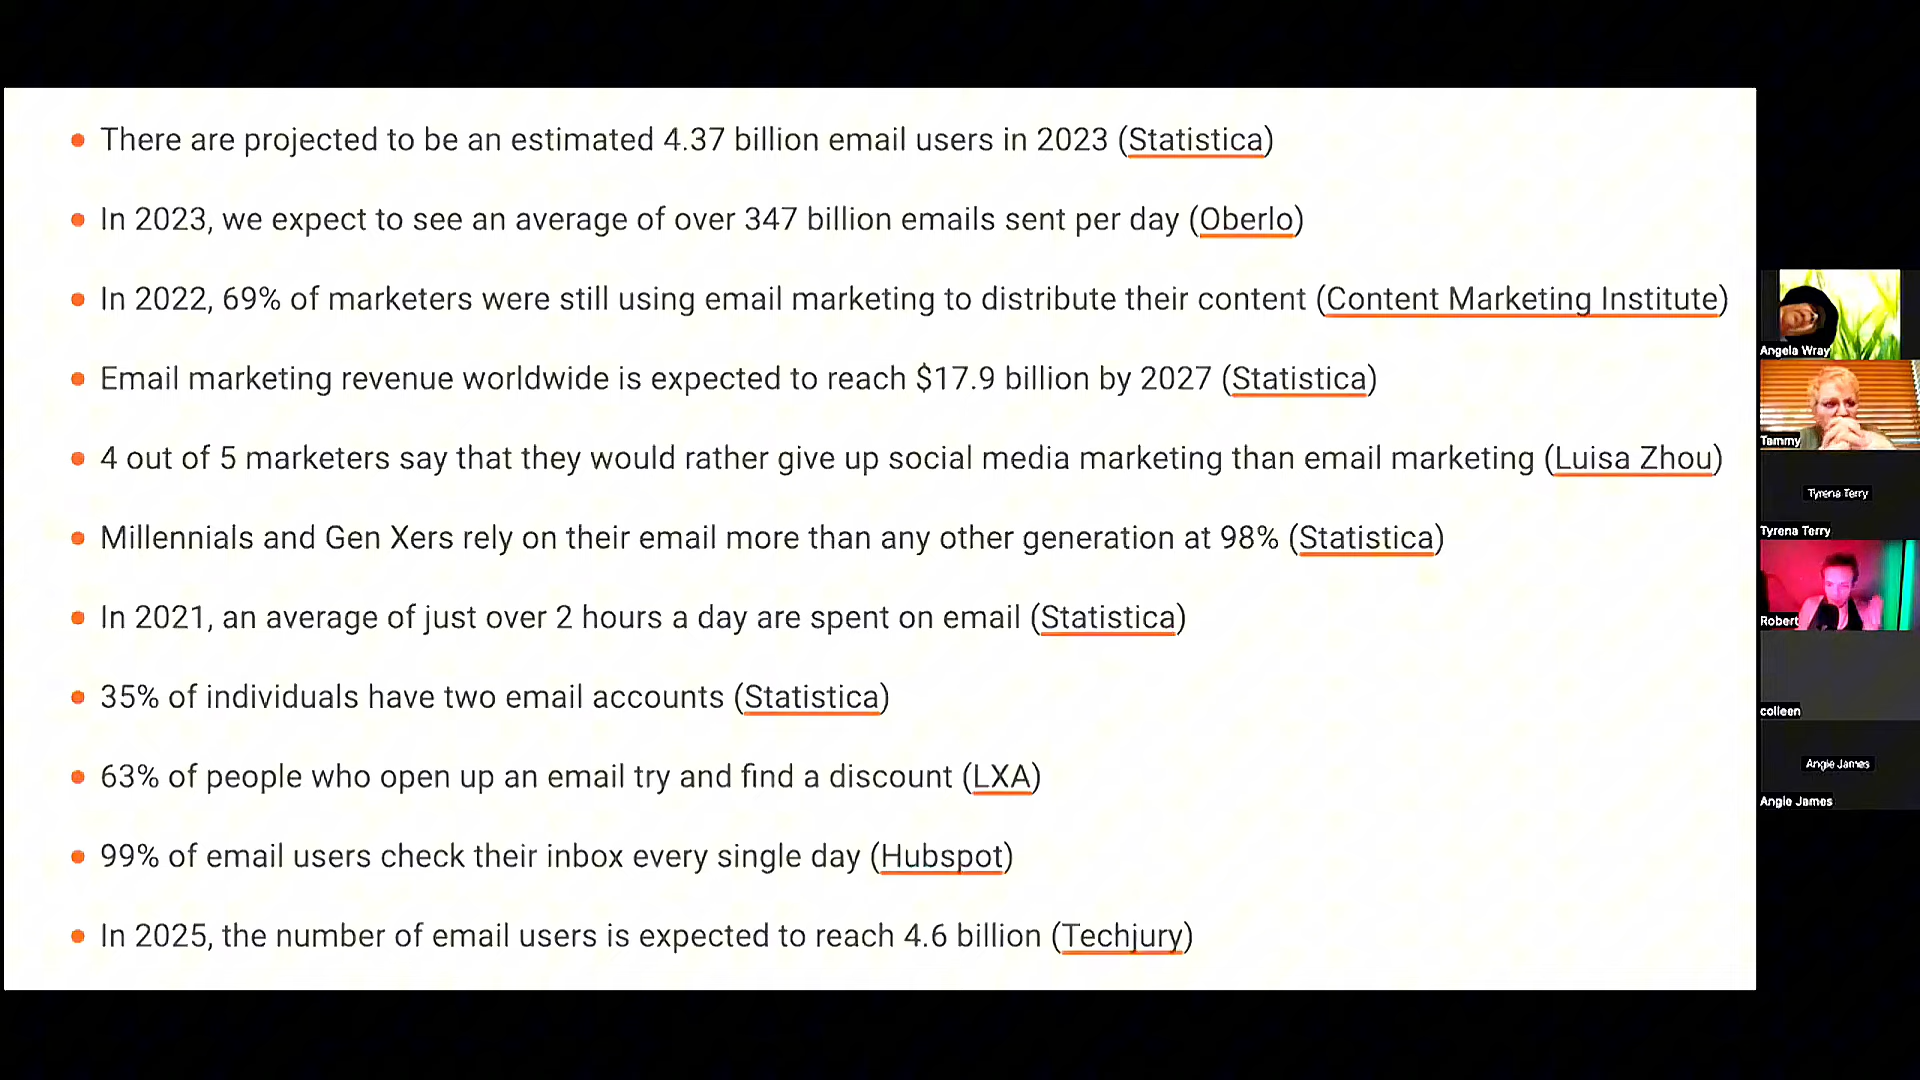 There are projected to be an estimated 4.37 billion email users in 2023 (Statistica)
In 2023, we expect to see an average of over 347 billion emails sent per day (Oberlo)
In 2022, 69% of marketers were still using email marketing to distribute their content (Content Marketing Institute)
Email marketing revenue worldwide is expected to reach $17.9 billion by 2027 (Statistica)
4 out of 5 marketers say that they would rather give up social media marketing than email marketing (Luisa Zhou)
Millennials and Gen Xers rely on their email more than any other generation at 98% (Statistica)
In 2021, an average of just over 2 hours a day are spent on email (Statistica)
35% of individuals have two email accounts (Statistica)
63% of people who open up an email try and find a discount (LXA)
99% of email users check their inbox every single day (Hubspot)
In 2025, the number of email users is expected to reach 4.6 billion (Techjury)
Angela Wray
Tammy
Tyrena Terry
Tyrena Terry
Robert
colleen
Angie James
Angie James